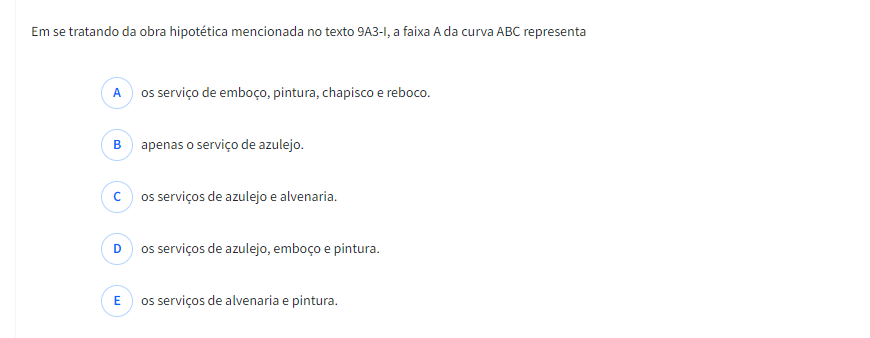 Em se tratando da obra hipotética mencionada no texto 9A3-I, a faixa A da curva ABC representa
A os serviço de emboço, pintura, chapisco e reboco.
B apenas o serviço de azulejo.
C os serviços de azulejo e alvenaria.
D os serviços de azulejo, emboço e pintura.
E os serviços de alvenaria e pintura.